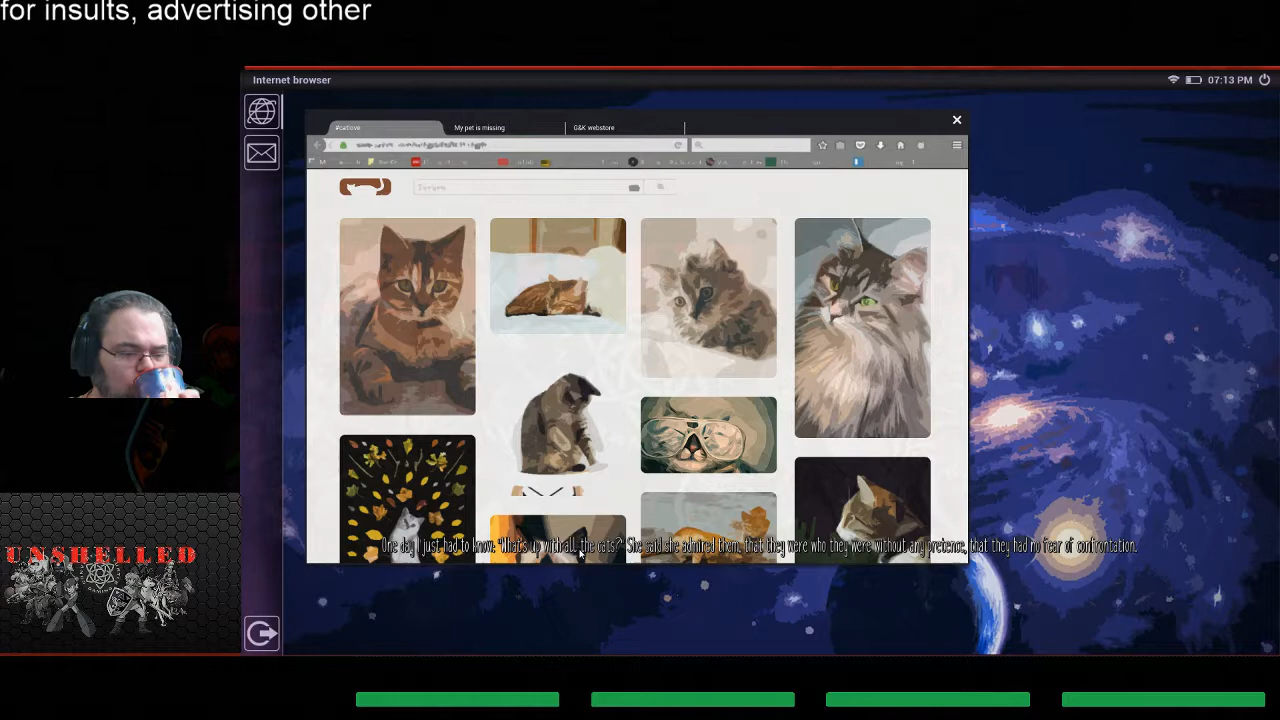 for insults, advertising other
Internet browser
07:13 PM
#catlove
My pet is missing
G&K webstore
One day I just had to know: "What's up with all the cats?" She said she admired them, that they were who they were without any pretence, that they had no fear of confrontation.
UNSHELLED